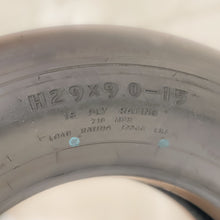 H29×9.0-15
16 PLY RATING
210 MPH
LOAD RATING